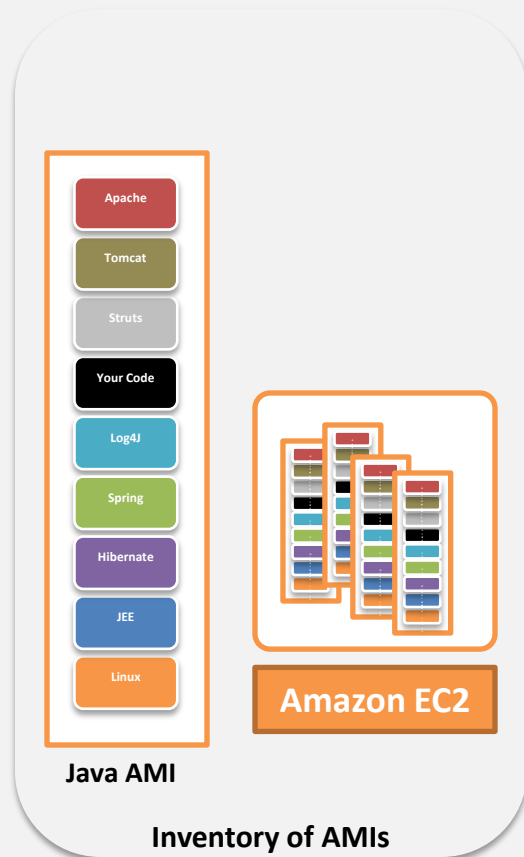 Apache
Tomcat
Struts
Your Code
Log4J
Spring
Hibernate
JEE
Linux
Java AMI
Amazon EC2
Inventory of AMIs